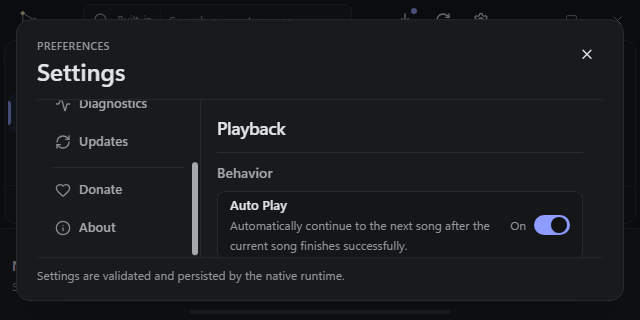 PREFERENCES
Settings
Diagnostics
Updates
Donate
About
Playback
Behavior
Auto Play
Automatically continue to the next song after the
current song finishes successfully.
On
Settings are validated and persisted by the native runtime.